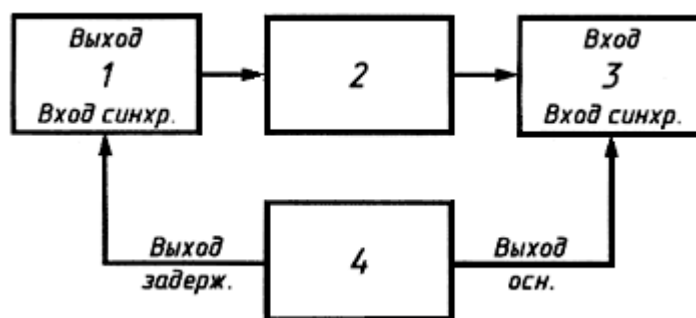 Выход
1
Вход синхр.
2
Вход
3
Вход синхр.
Выход
задерж.
4
Выход
осн.